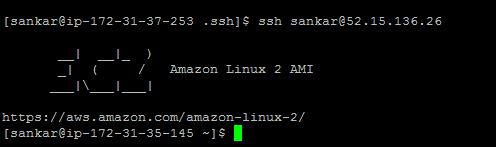 [sankar@ip-172-31-37-253 .ssh]$ ssh sankar@52.15.136.26
__|  __|_  )
_|  (     /   Amazon Linux 2 AMI
___|\___|___|
https://aws.amazon.com/amazon-linux-2/
[sankar@ip-172-31-35-145 ~]$